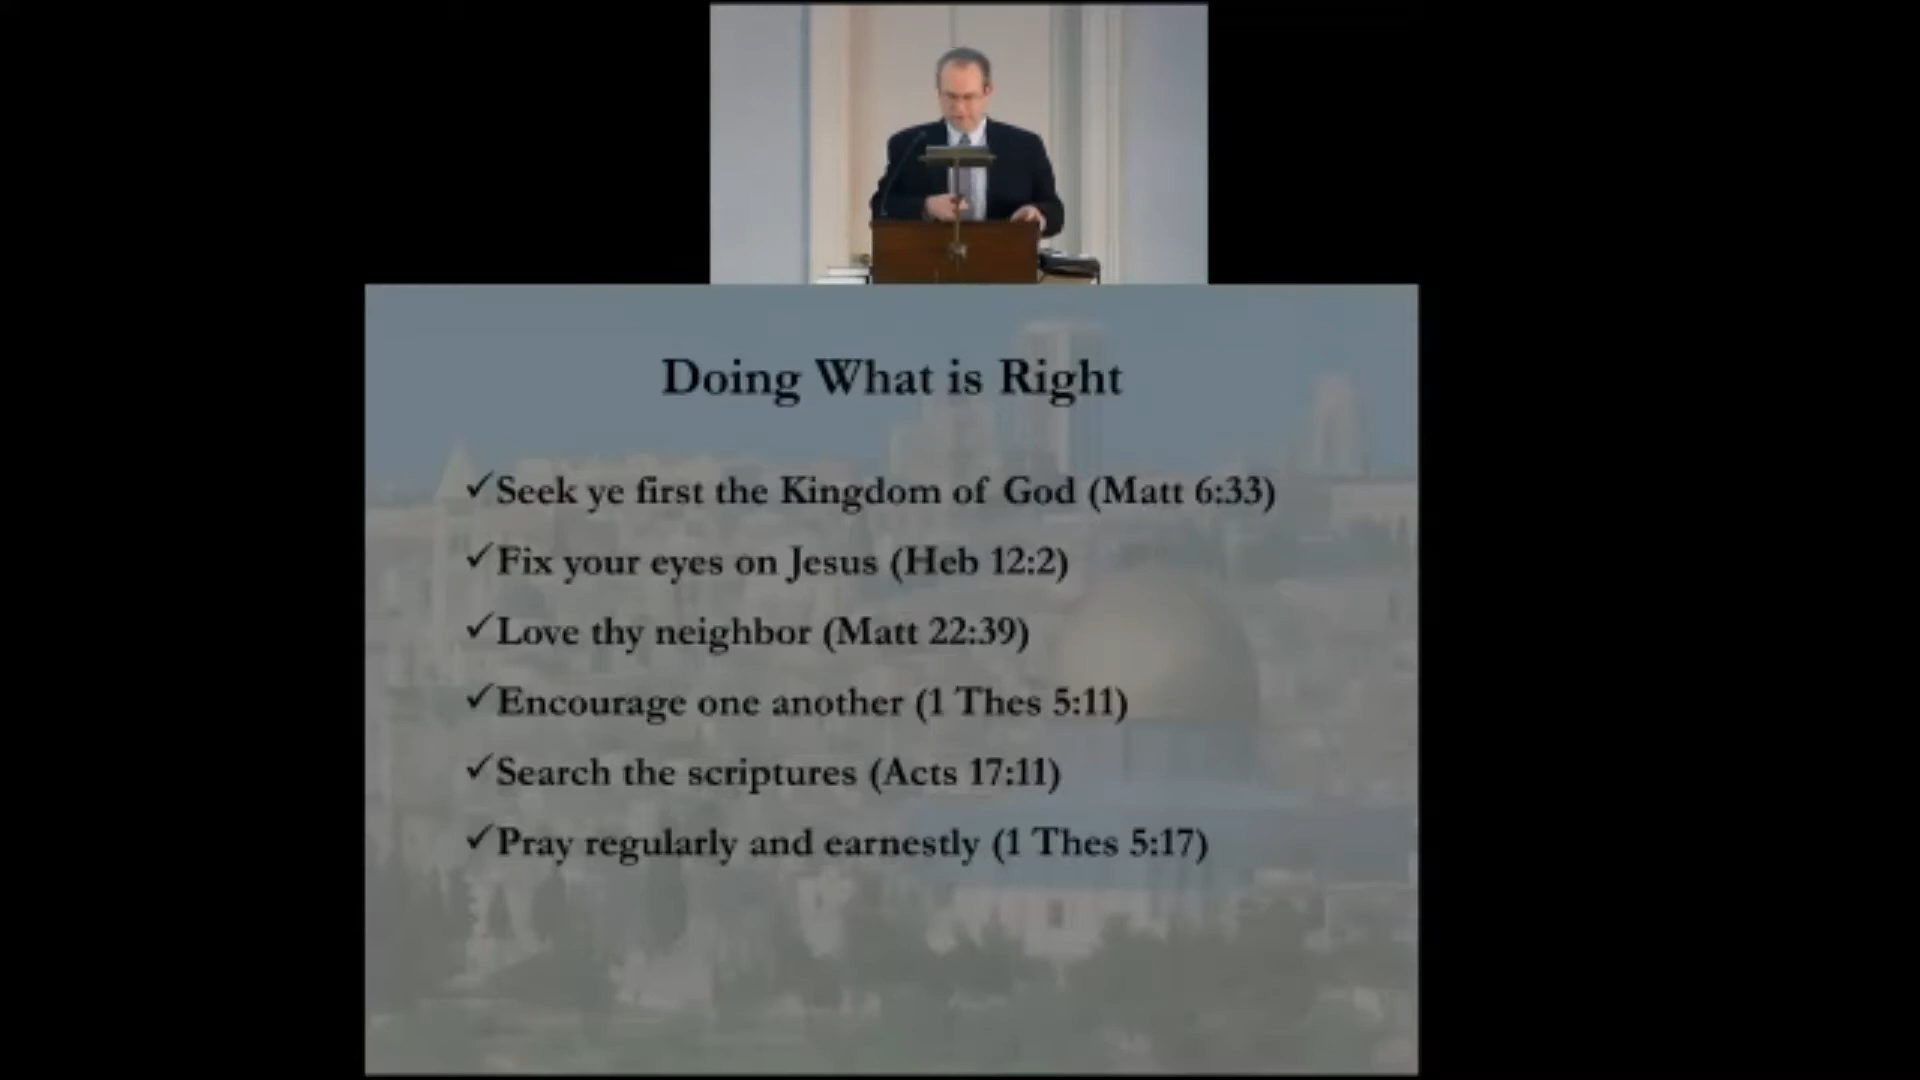 Doing What is Right
✓Seek ye first the Kingdom of God (Matt 6:33)
✓Fix your eyes on Jesus (Heb 12:2)
✓Love thy neighbor (Matt 22:39)
✓Encourage one another (1 Thes 5:11)
✓Search the scriptures (Acts 17:11)
✓Pray regularly and earnestly (1 Thes 5:17)